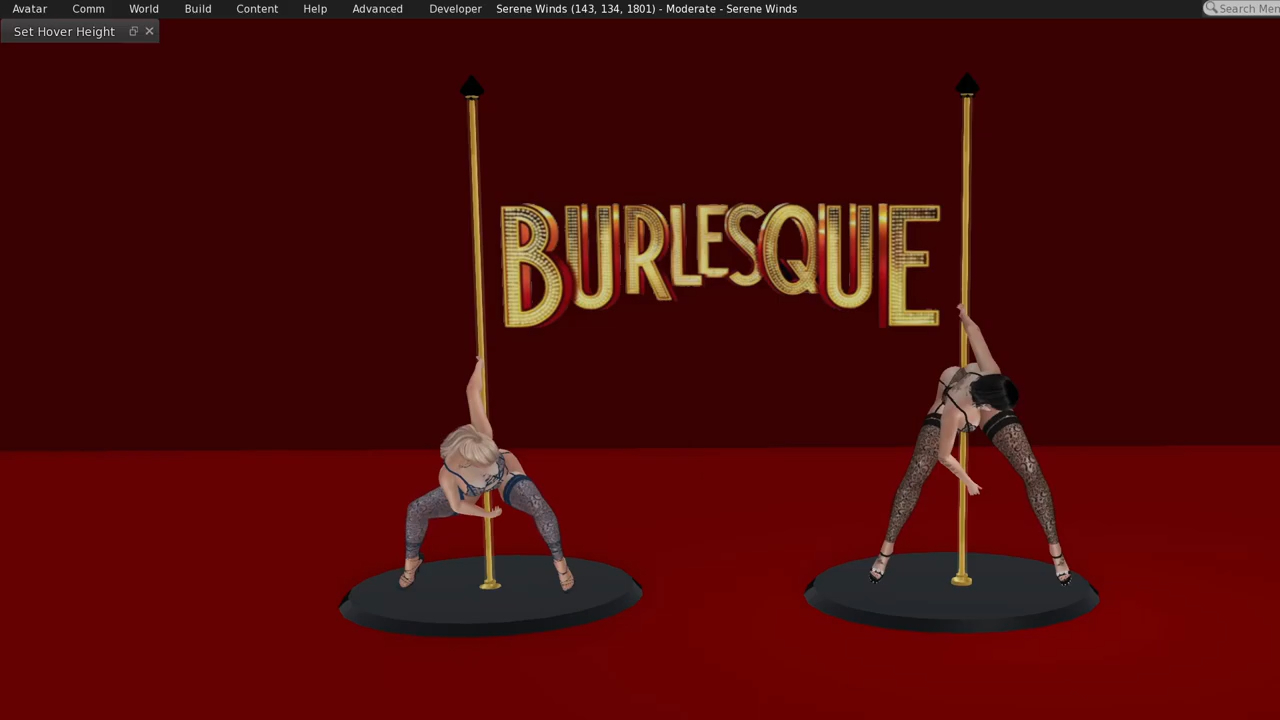 Avatar Comm World Build Content Help Advanced Developer Serene Winds (143, 134, 1801) - Moderate - Serene Winds Search Men
Set Hover Height
BURLESQUE